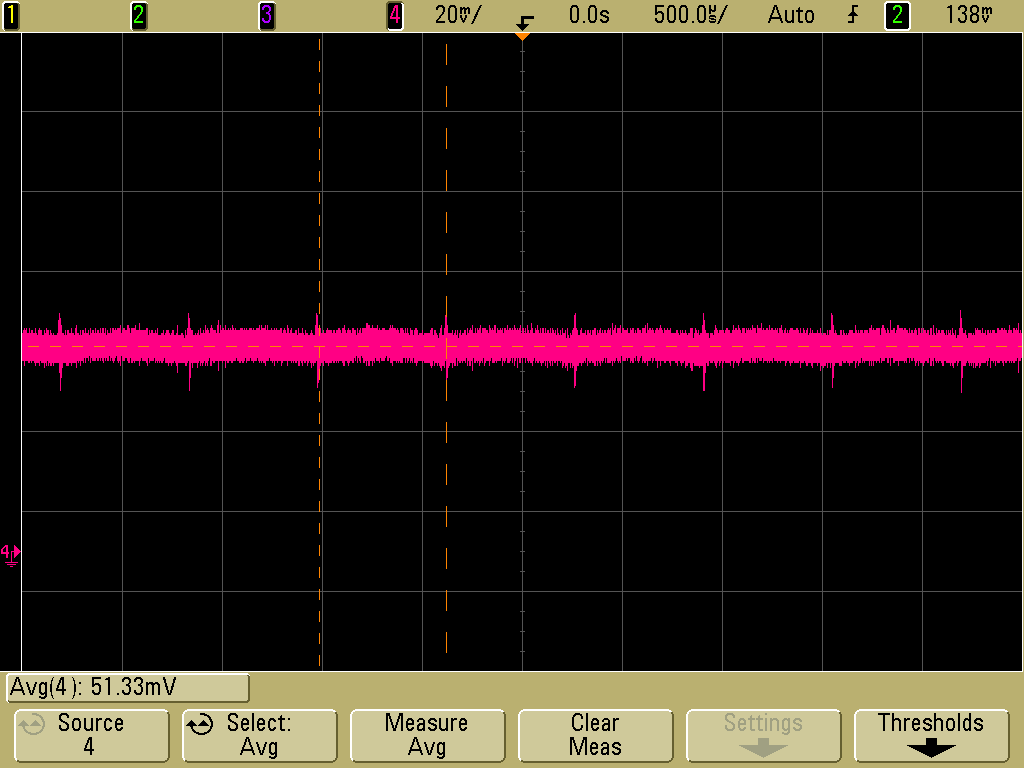 1 2 3 4 20mV/ 0.0s 500.0µs/ Auto 2 138mV
4
Avg(4): 51.33mV
Source Select: Measure Clear Settings Thresholds
4 Avg Avg Meas